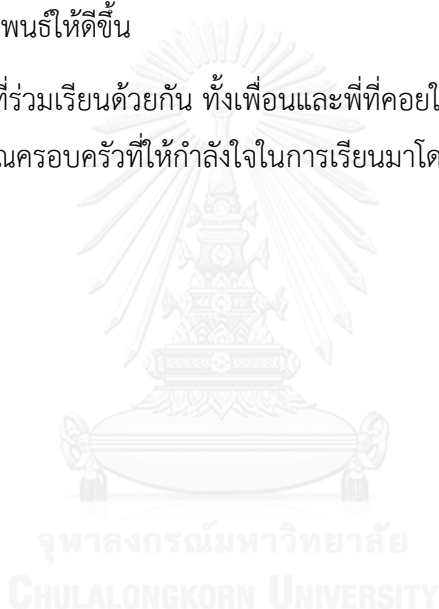 พนธ์ให้ดีขึ้น
ที่ร่วมเรียนด้วยกัน ทั้งเพื่อนและพี่ที่คอยใ
ณครอบครัวที่ให้กำลังใจในการเรียนมาโด
จุฬาลงกรณ์มหาวิทยาลัย
CHULALONGKORN UNIVERSITY